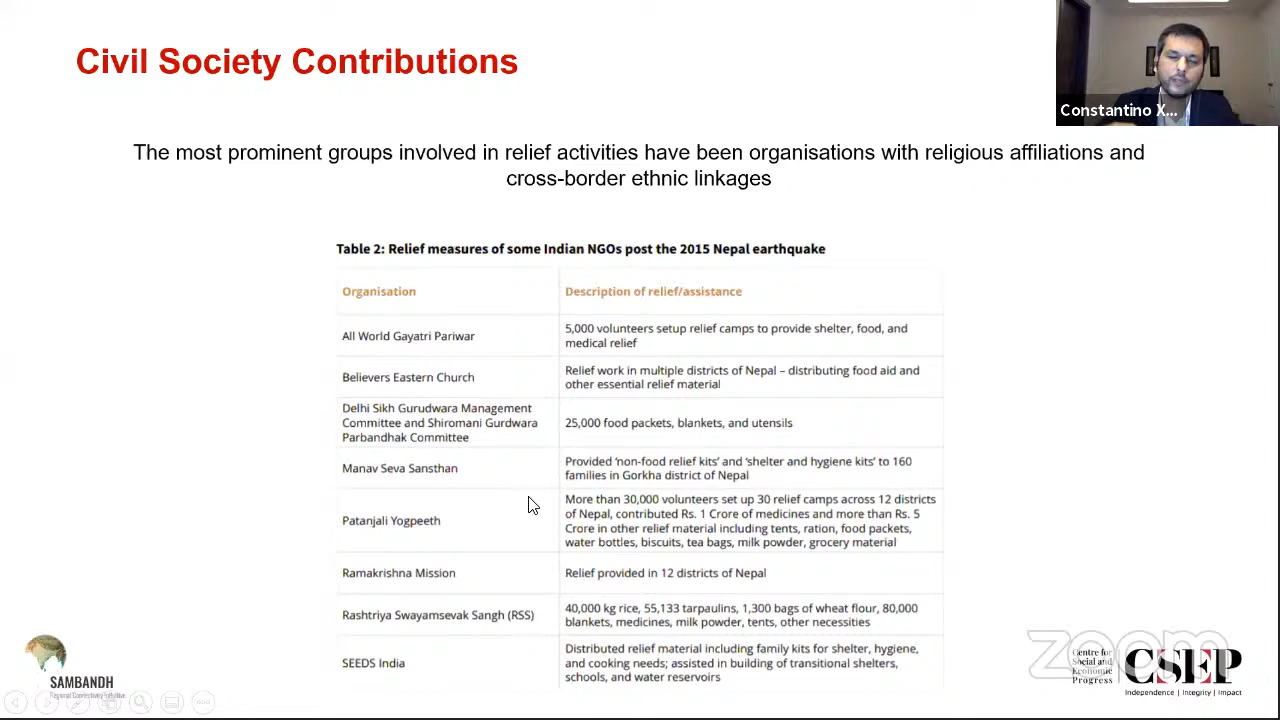 Civil Society Contributions
Constantino X...
The most prominent groups involved in relief activities have been organisations with religious affiliations and
cross-border ethnic linkages
Table 2: Relief measures of some Indian NGOs post the 2015 Nepal earthquake
Organisation
Description of relief/assistance
All World Gayatri Pariwar
5,000 volunteers setup relief camps to provide shelter, food, and
medical relief
Believers Eastern Church
Relief work in multiple districts of Nepal – distributing food aid and
other essential relief material
Delhi Sikh Gurudwara Management
Committee and Shiromani Gurdwara
Parbandhak Committee
25,000 food packets, blankets, and utensils
Manav Seva Sansthan
Provided ‘non-food relief kits’ and ‘shelter and hygiene kits’ to 160
families in Gorkha district of Nepal
Patanjali Yogpeeth
More than 30,000 volunteers set up 30 relief camps across 12 districts
of Nepal, contributed Rs. 1 Crore of medicines and more than Rs. 5
Crore in other relief material including tents, ration, food packets,
water bottles, biscuits, tea bags, milk powder, grocery material
Ramakrishna Mission
Relief provided in 12 districts of Nepal
Rashtriya Swayamsevak Sangh (RSS)
40,000 kg rice, 55,133 tarpaulins, 1,300 bags of wheat flour, 80,000
blankets, medicines, milk powder, tents, other necessities
SEEDS India
Distributed relief material including family kits for shelter, hygiene,
and cooking needs; assisted in building of transitional shelters,
schools, and water reservoirs
SAMBANDH
Regional Connectivity Initiative
zoom
Centre for
Social and
Economic
Progress
CSEP
Independence | Integrity | Impact